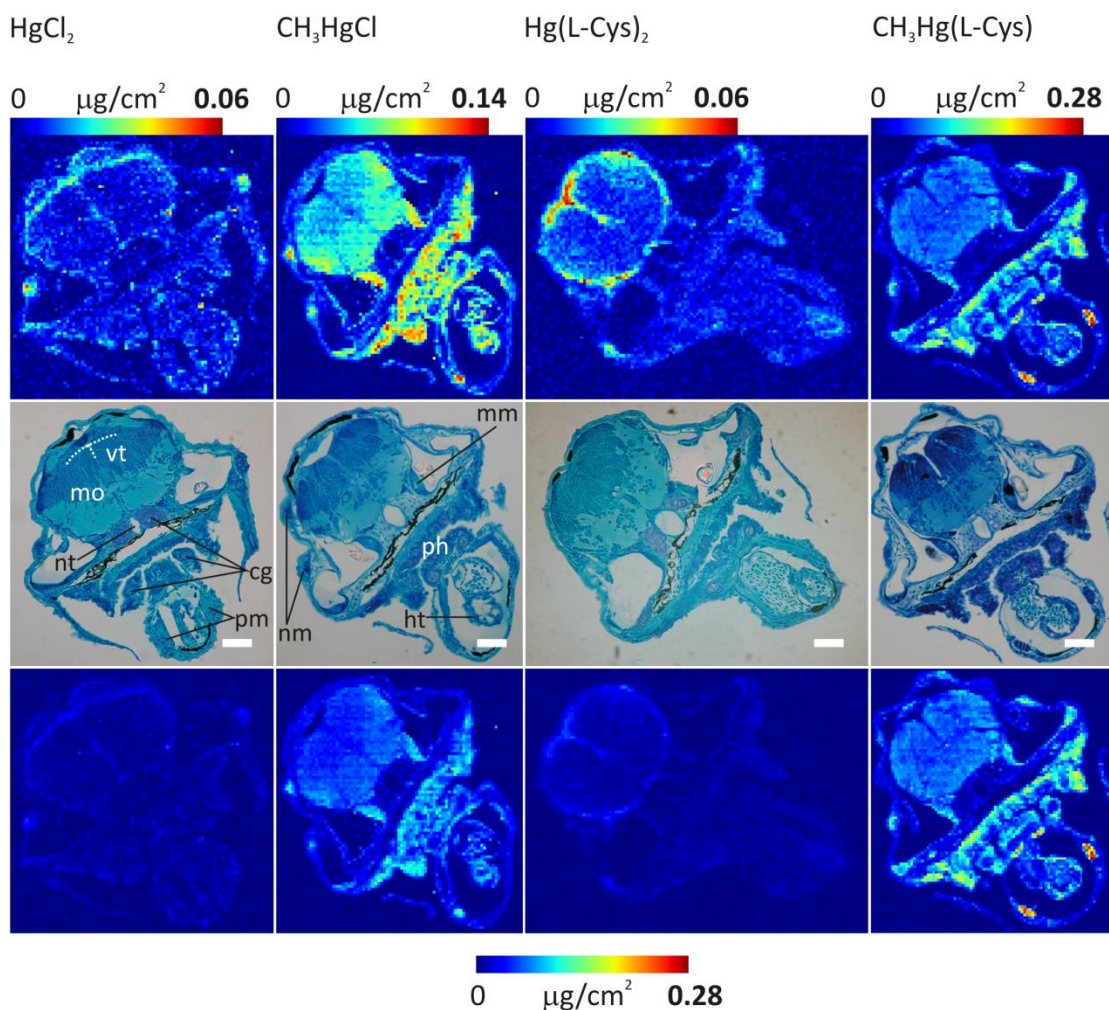 HgCl₂ CH₃HgCl Hg(L-Cys)₂ CH₃Hg(L-Cys)
0 μg/cm² 0.06 0 μg/cm² 0.14 0 μg/cm² 0.06 0 μg/cm² 0.28
mm
vt
mo
ph
nt
cg
ht
pm
nm
0 μg/cm² 0.28